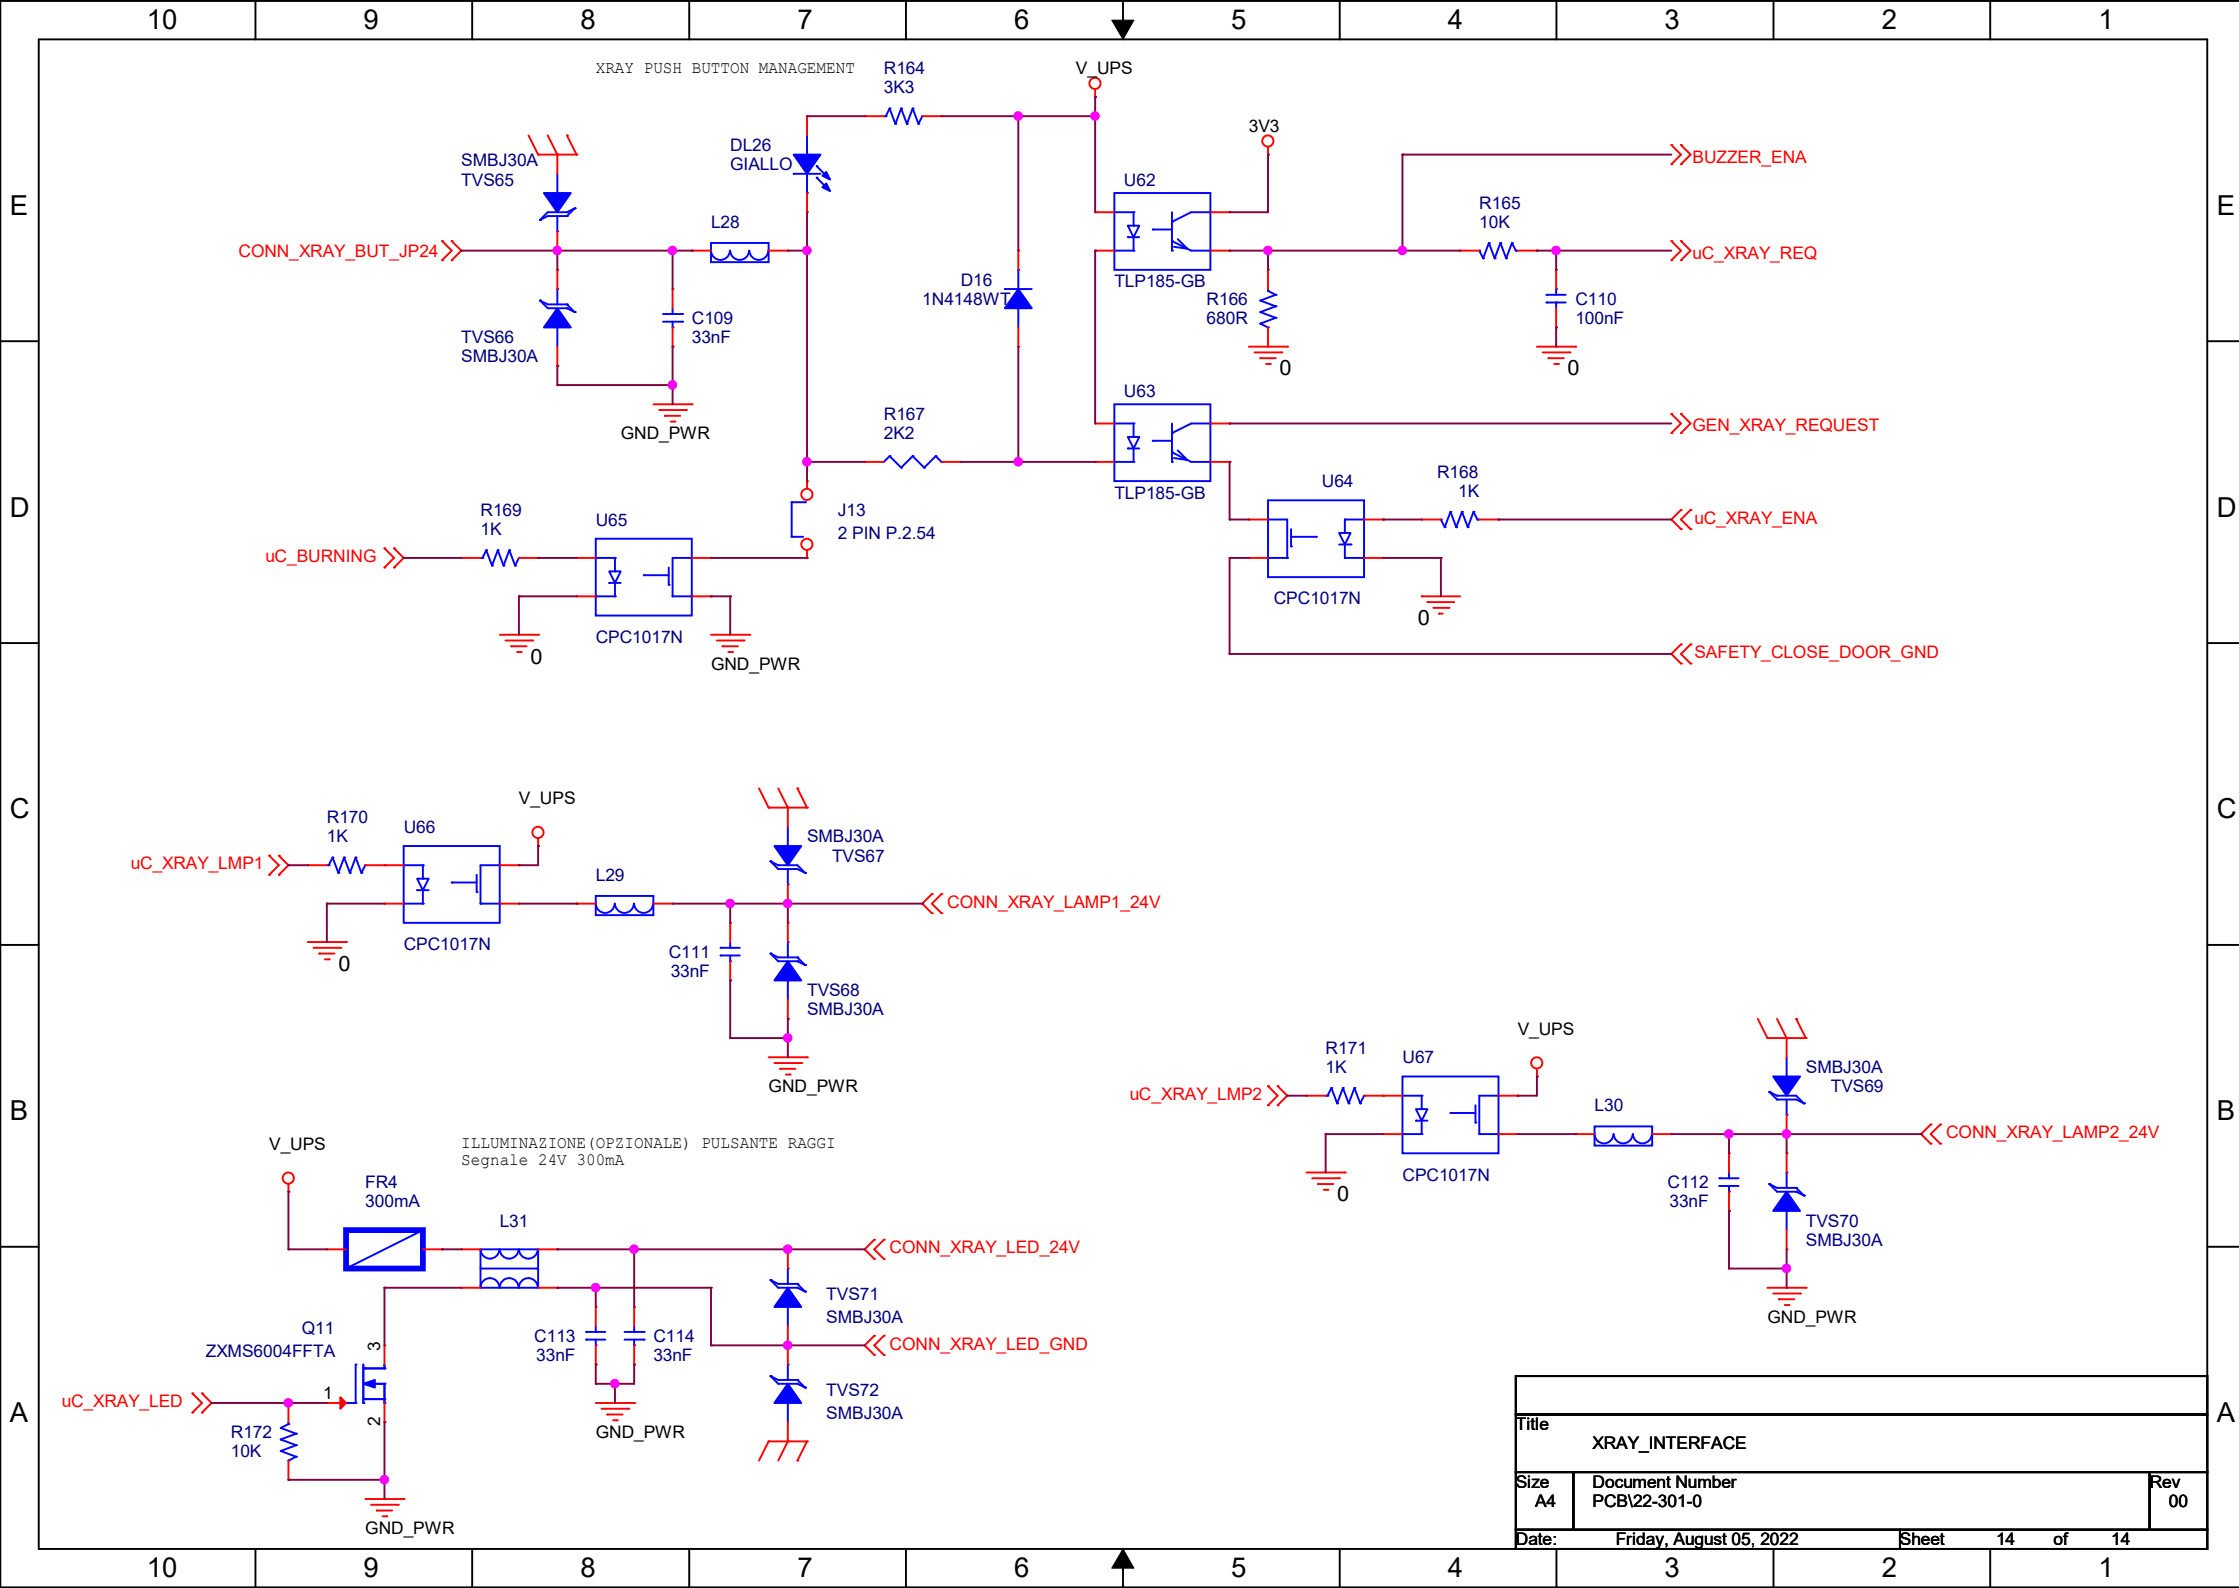 10 9 8 7 6 5 4 3 2 1
XRAY PUSH BUTTON MANAGEMENT
R164
3K3
V_UPS
3V3
DL26
GIALLO
SMBJ30A
TVS65
BUZZER_ENA
E
E
U62
R165
10K
L28
CONN_XRAY_BUT_JP24
uC_XRAY_REQ
TLP185-GB
D16
1N4148WT
R166
680R
C110
100nF
C109
33nF
TVS66
SMBJ30A
0
0
GND_PWR
U63
R167
2K2
GEN_XRAY_REQUEST
TLP185-GB
U64
R168
1K
D
D
R169
1K
U65
J13
2 PIN P.2.54
uC_XRAY_ENA
uC_BURNING
CPC1017N
0
CPC1017N
0
GND_PWR
SAFETY_CLOSE_DOOR_GND
V_UPS
C
C
R170
1K
U66
SMBJ30A
TVS67
uC_XRAY_LMP1
L29
CONN_XRAY_LAMP1_24V
CPC1017N
0
C111
33nF
TVS68
SMBJ30A
GND_PWR
V_UPS
R171
1K
U67
SMBJ30A
TVS69
uC_XRAY_LMP2
L30
B
B
CONN_XRAY_LAMP2_24V
CPC1017N
0
C112
33nF
TVS70
SMBJ30A
GND_PWR
V_UPS
ILLUMINAZIONE(OPZIONALE) PULSANTE RAGGI
Segnale 24V 300mA
FR4
300mA
L31
CONN_XRAY_LED_24V
TVS71
SMBJ30A
Q11
ZXMS6004FFTA
3
C113
33nF
C114
33nF
CONN_XRAY_LED_GND
uC_XRAY_LED
1
2
TVS72
SMBJ30A
A
A
R172
10K
GND_PWR
GND_PWR
Title
XRAY_INTERFACE
Size
A4
Document Number
PCB\22-301-0
Rev
00
Date: Friday, August 05, 2022 Sheet 14 of 14
10 9 8 7 6 5 4 3 2 1